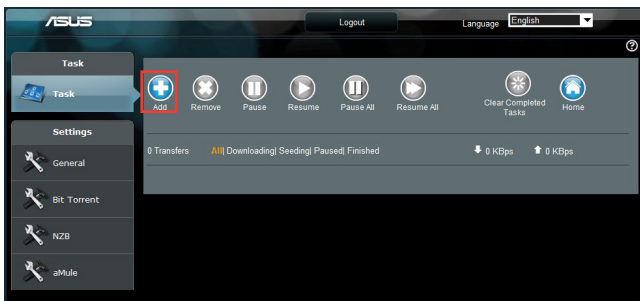 ASUS
Logout
Language English
Task
Task
Settings
General
Bit Torrent
NZB
aMule
Add Remove Pause Resume Pause All Resume All Clear Completed Tasks Home
0 Transfers All| Downloading| Seeding| Paused| Finished 0 KBps 0 KBps